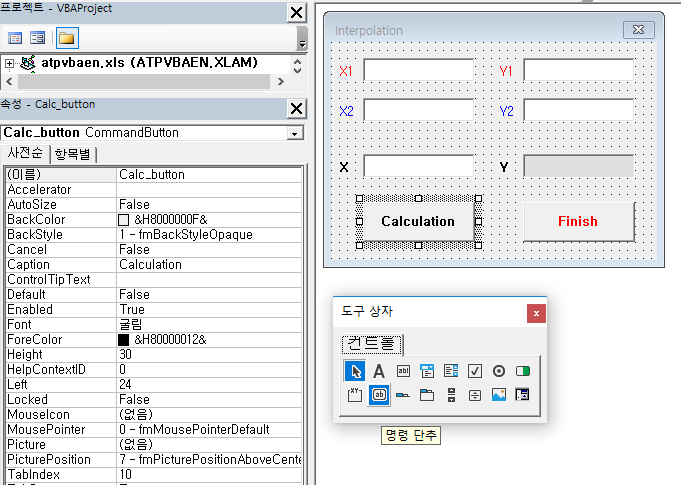 프로젝트 - VBAProject
atpvbaen.xls (ATPVBAEN.XLAM)
속성 - Calc_button
Calc_button CommandButton
사전순 항목별
(이름) Calc_button
Accelerator
AutoSize False
BackColor &H8000000F&
BackStyle 1 - fmBackStyleOpaque
Cancel False
Caption Calculation
ControlTipText
Default False
Enabled True
Font 굴림
ForeColor &H80000012&
Height 30
HelpContextID 0
Left 24
Locked False
MouseIcon (없음)
MousePointer 0 - fmMousePointerDefault
Picture (없음)
PicturePosition 7 - fmPicturePositionAboveCente
TabIndex 10
Interpolation
X1 Y1
X2 Y2
X Y
Calculation Finish
도구 상자
컨트롤
명령 단추